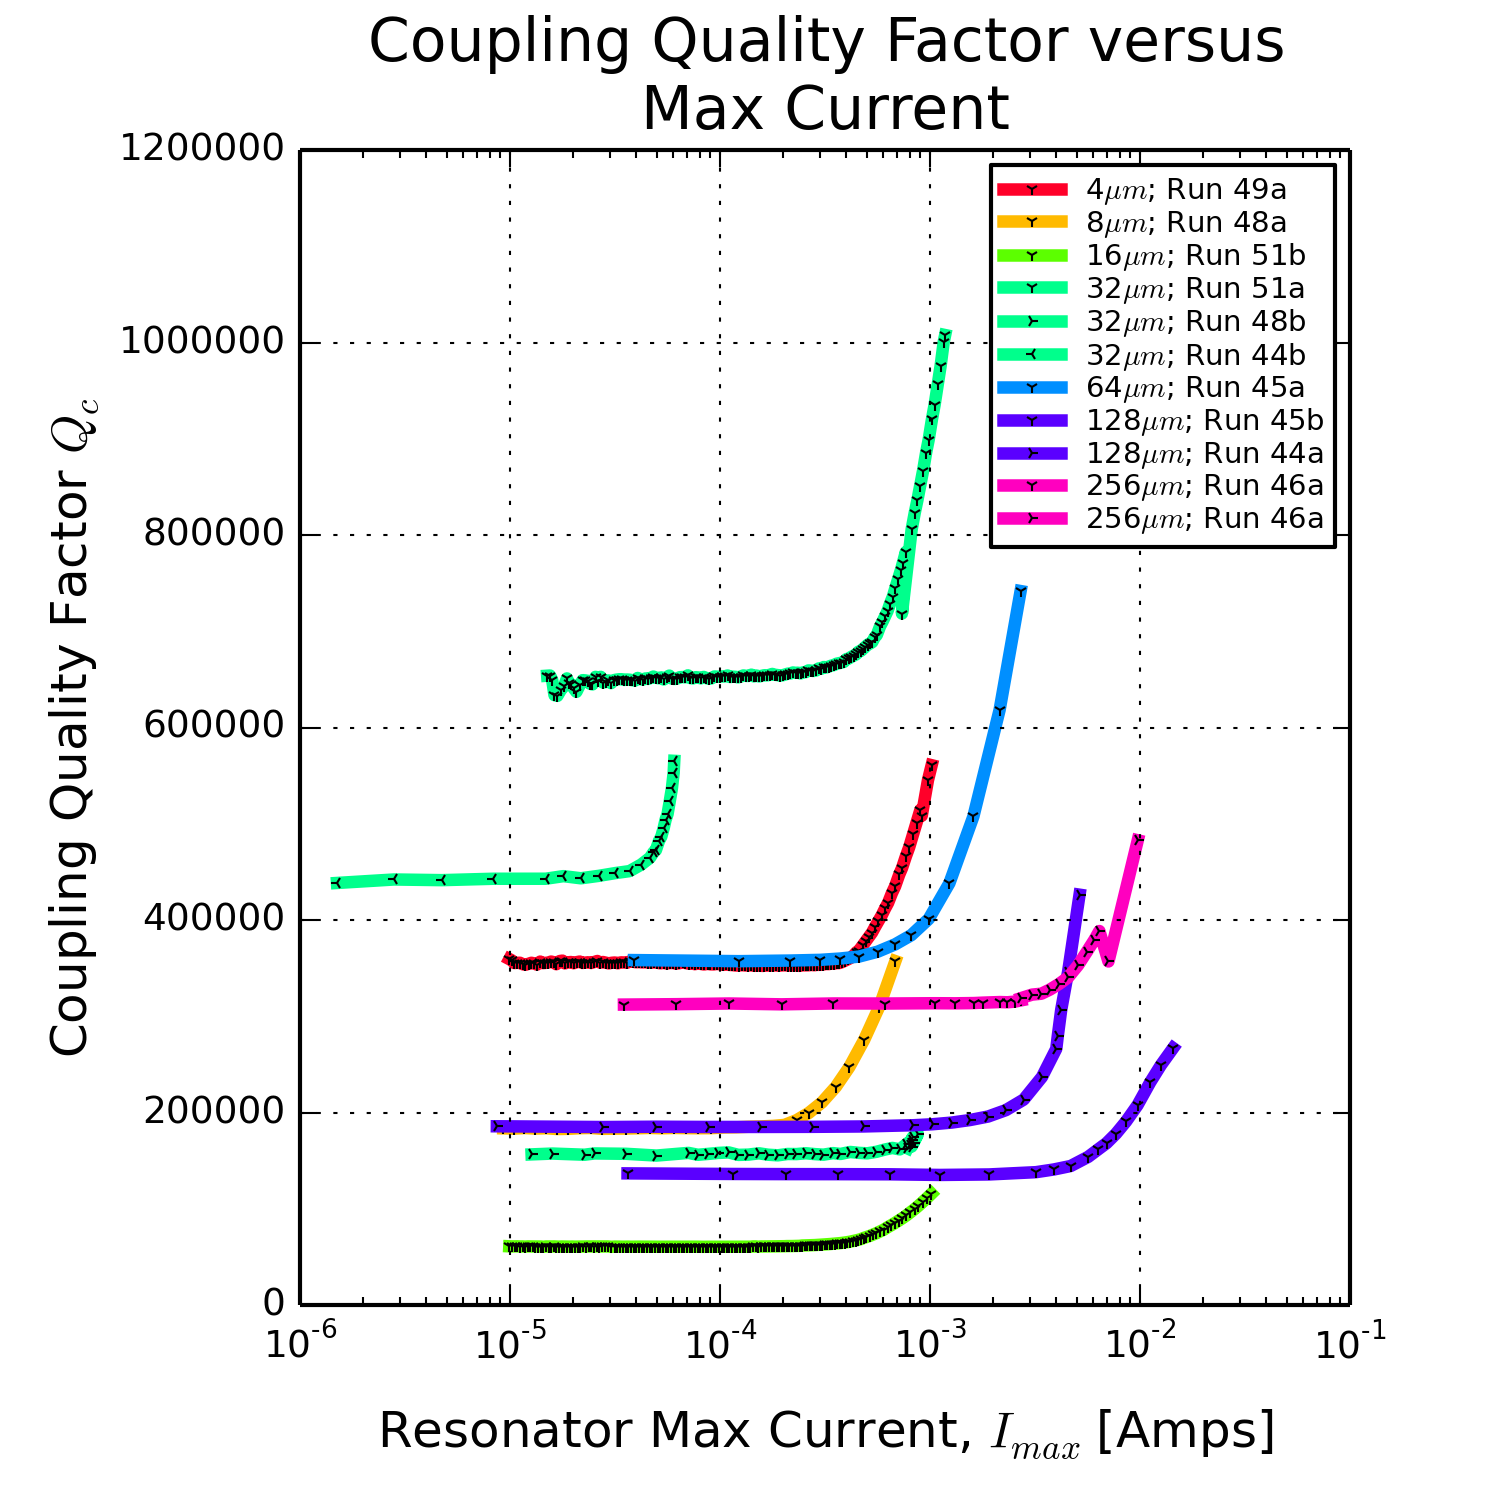 Coupling Quality Factor versus
Max Current
Coupling Quality Factor Q_c
1200000
1000000
800000
600000
400000
200000
0
4μm; Run 49a
8μm; Run 48a
16μm; Run 51b
32μm; Run 51a
32μm; Run 48b
32μm; Run 44b
64μm; Run 45a
128μm; Run 45b
128μm; Run 44a
256μm; Run 46a
256μm; Run 46a
10^-6 10^-5 10^-4 10^-3 10^-2 10^-1
Resonator Max Current, I_max [Amps]